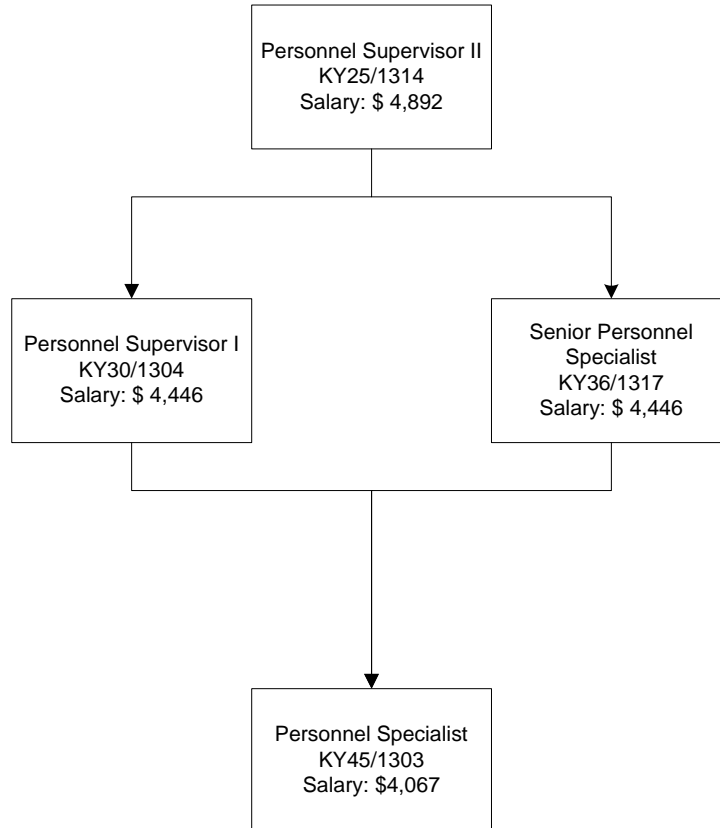 Personnel Supervisor II
KY25/1314
Salary: $ 4,892
Personnel Supervisor I
KY30/1304
Salary: $ 4,446
Senior Personnel
Specialist
KY36/1317
Salary: $ 4,446
Personnel Specialist
KY45/1303
Salary: $4,067